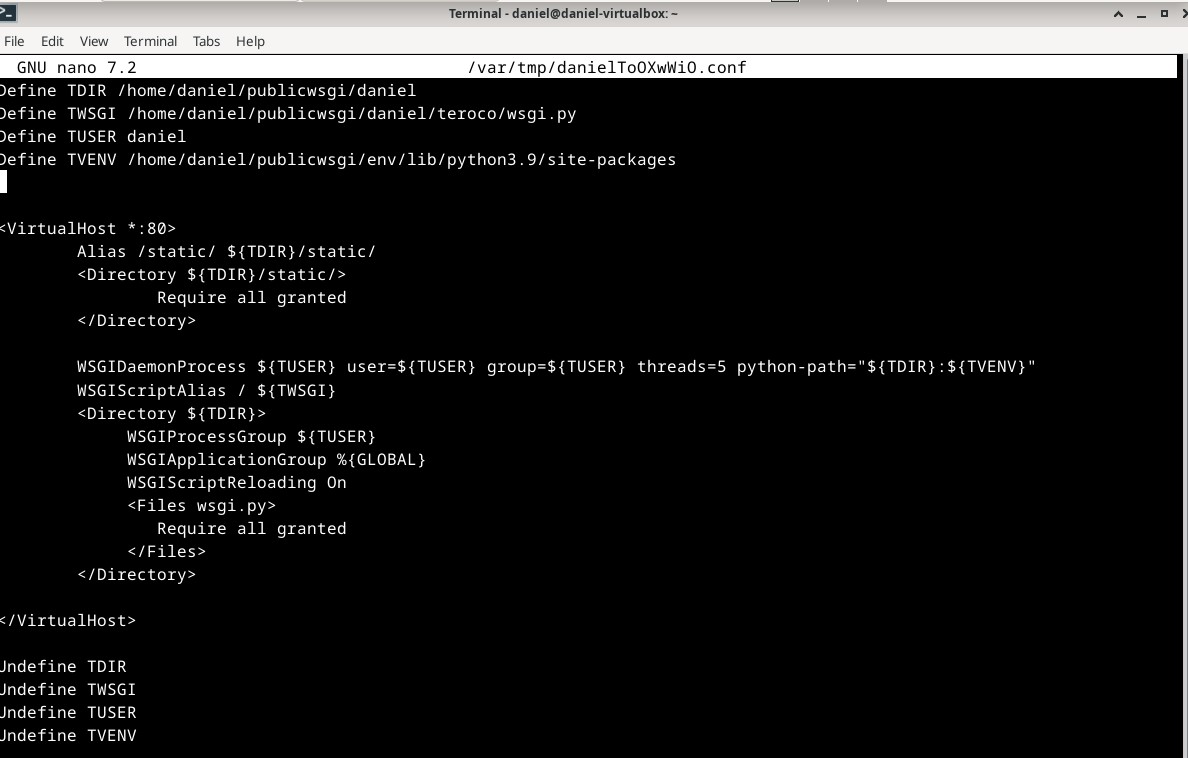 Terminal - daniel@daniel-virtualbox: ~
File Edit View Terminal Tabs Help
GNU nano 7.2 /var/tmp/danielToOXwWiO.conf
Define TDIR /home/daniel/publicwsgi/daniel
Define TWSGI /home/daniel/publicwsgi/daniel/teroco/wsgi.py
Define TUSER daniel
Define TVENV /home/daniel/publicwsgi/env/lib/python3.9/site-packages
<VirtualHost *:80>
Alias /static/ ${TDIR}/static/
<Directory ${TDIR}/static/>
Require all granted
</Directory>
WSGIDaemonProcess ${TUSER} user=${TUSER} group=${TUSER} threads=5 python-path="${TDIR}:${TVENV}"
WSGIScriptAlias / ${TWSGI}
<Directory ${TDIR}>
WSGIProcessGroup ${TUSER}
WSGIApplicationGroup %{GLOBAL}
WSGIScriptReloading On
<Files wsgi.py>
Require all granted
</Files>
</Directory>
</VirtualHost>
Undefine TDIR
Undefine TWSGI
Undefine TUSER
Undefine TVENV